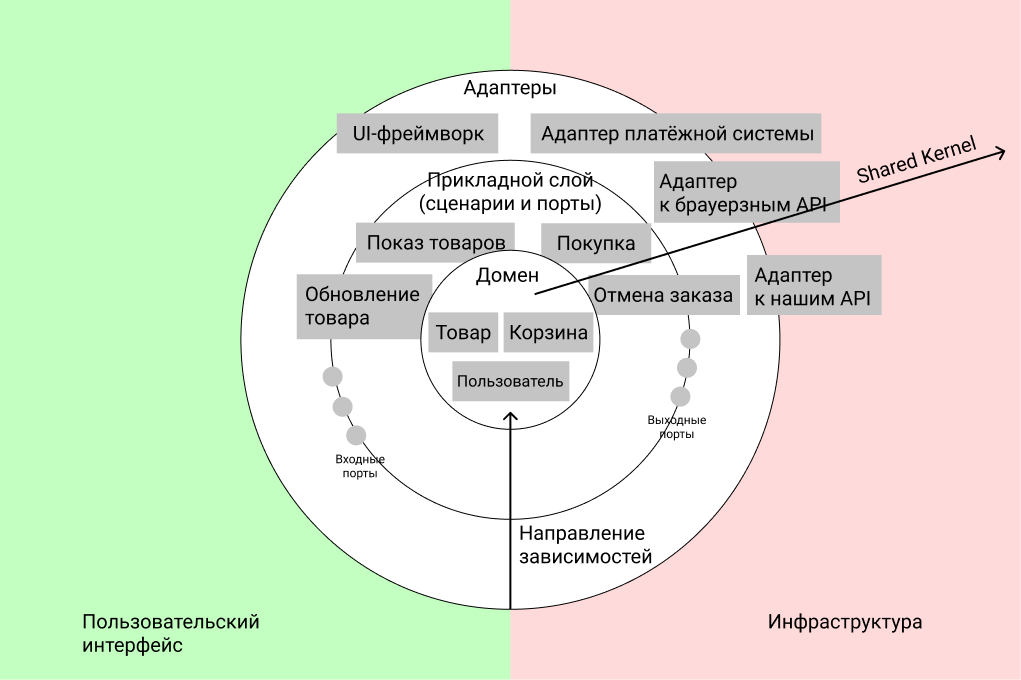 Адаптеры
UI-фреймворк
Адаптер платёжной системы
Shared Kernel
Прикладной слой
(сценарии и порты)
Адаптер
к браузерным API
Показ товаров
Покупка
Домен
Адаптер
к нашим API
Обновление
товара
Отмена заказа
Товар
Корзина
Пользователь
Выходные
порты
Входные
порты
Направление
зависимостей
Пользовательский
интерфейс
Инфраструктура